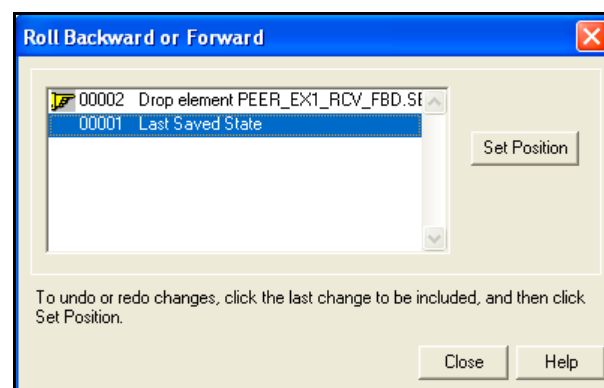 Roll Backward or Forward
00002 Drop element PEER_EX1_RCV_FBD.SE
00001 Last Saved State
Set Position
To undo or redo changes, click the last change to be included, and then click
Set Position.
Close Help